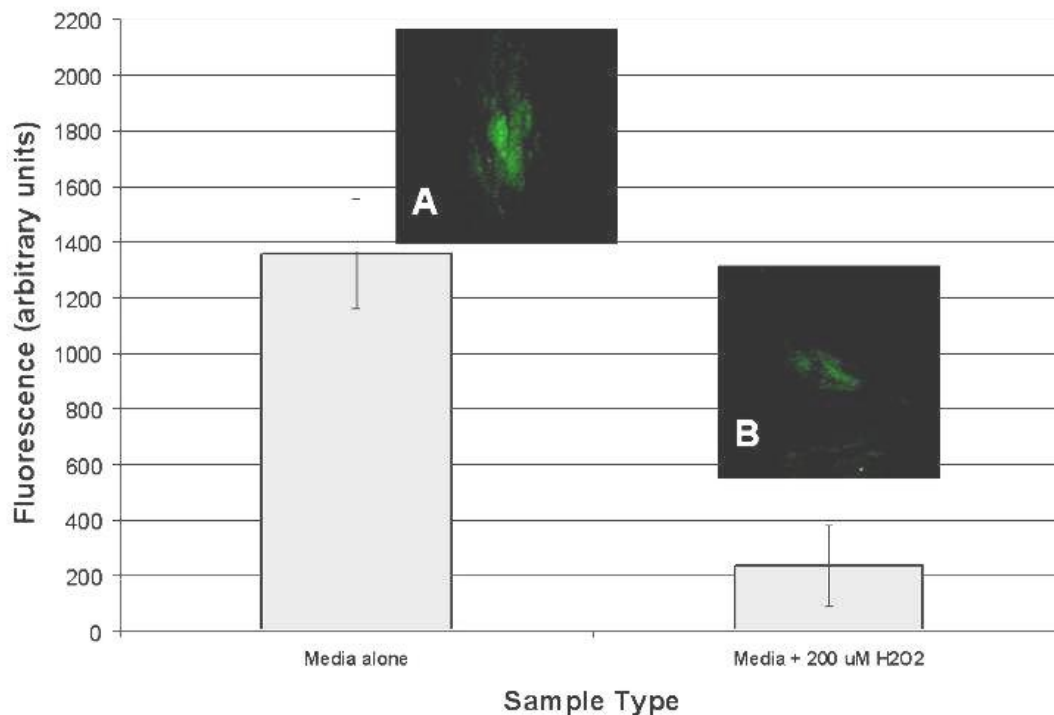 Fluorescence (arbitrary units)
2200
2000
1800
1600
1400
1200
1000
800
600
400
200
0
A
B
Media alone
Media + 200 uM H2O2
Sample Type